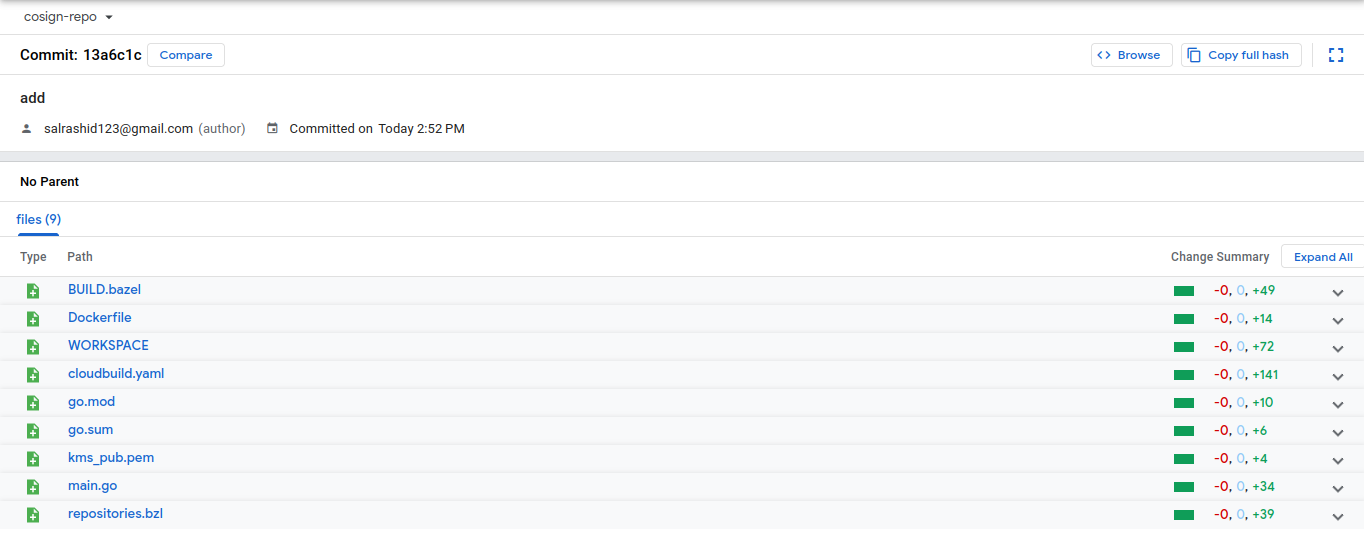 cosign-repo
Commit: 13a6c1c Compare Browse Copy full hash
add
salrashid123@gmail.com (author) Committed on Today 2:52 PM
No Parent
files (9)
Type Path Change Summary Expand All
BUILD.bazel -0, 0, +49
Dockerfile -0, 0, +14
WORKSPACE -0, 0, +72
cloudbuild.yaml -0, 0, +141
go.mod -0, 0, +10
go.sum -0, 0, +6
kms_pub.pem -0, 0, +4
main.go -0, 0, +34
repositories.bzl -0, 0, +39